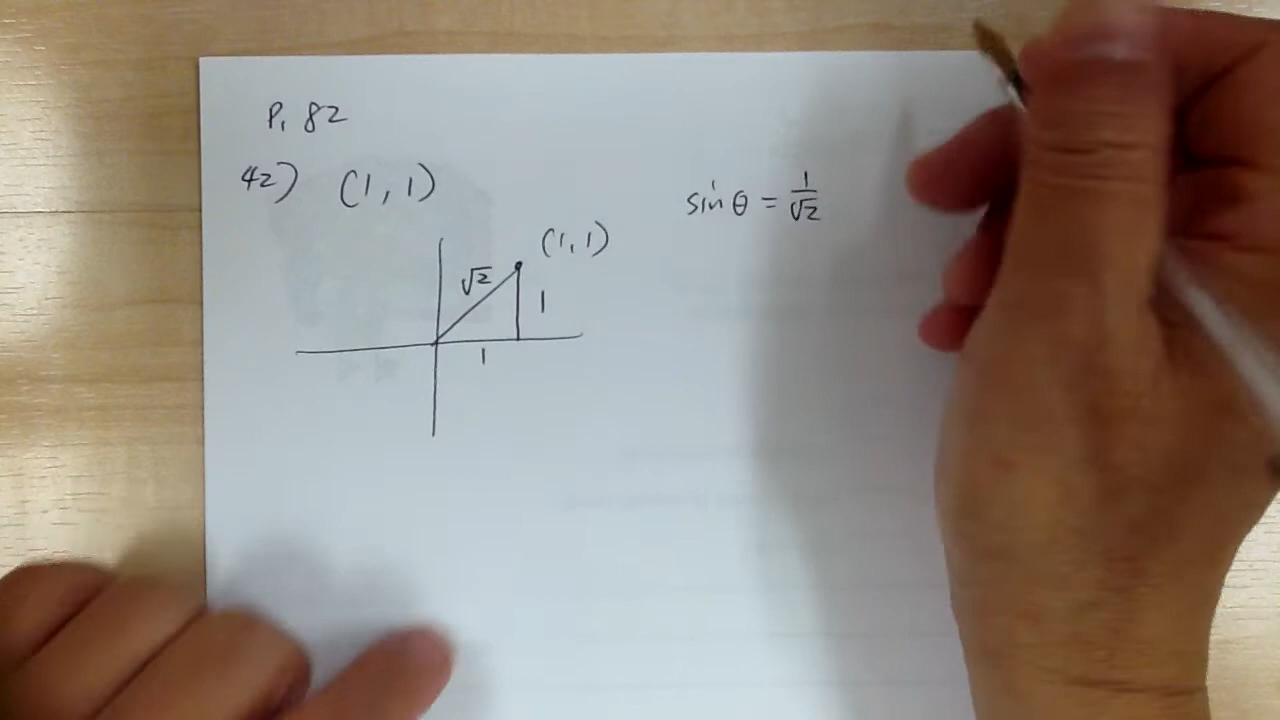 P. 82
42) (1, 1)
sin θ = 1/√2
(1, 1)
√2
1
1